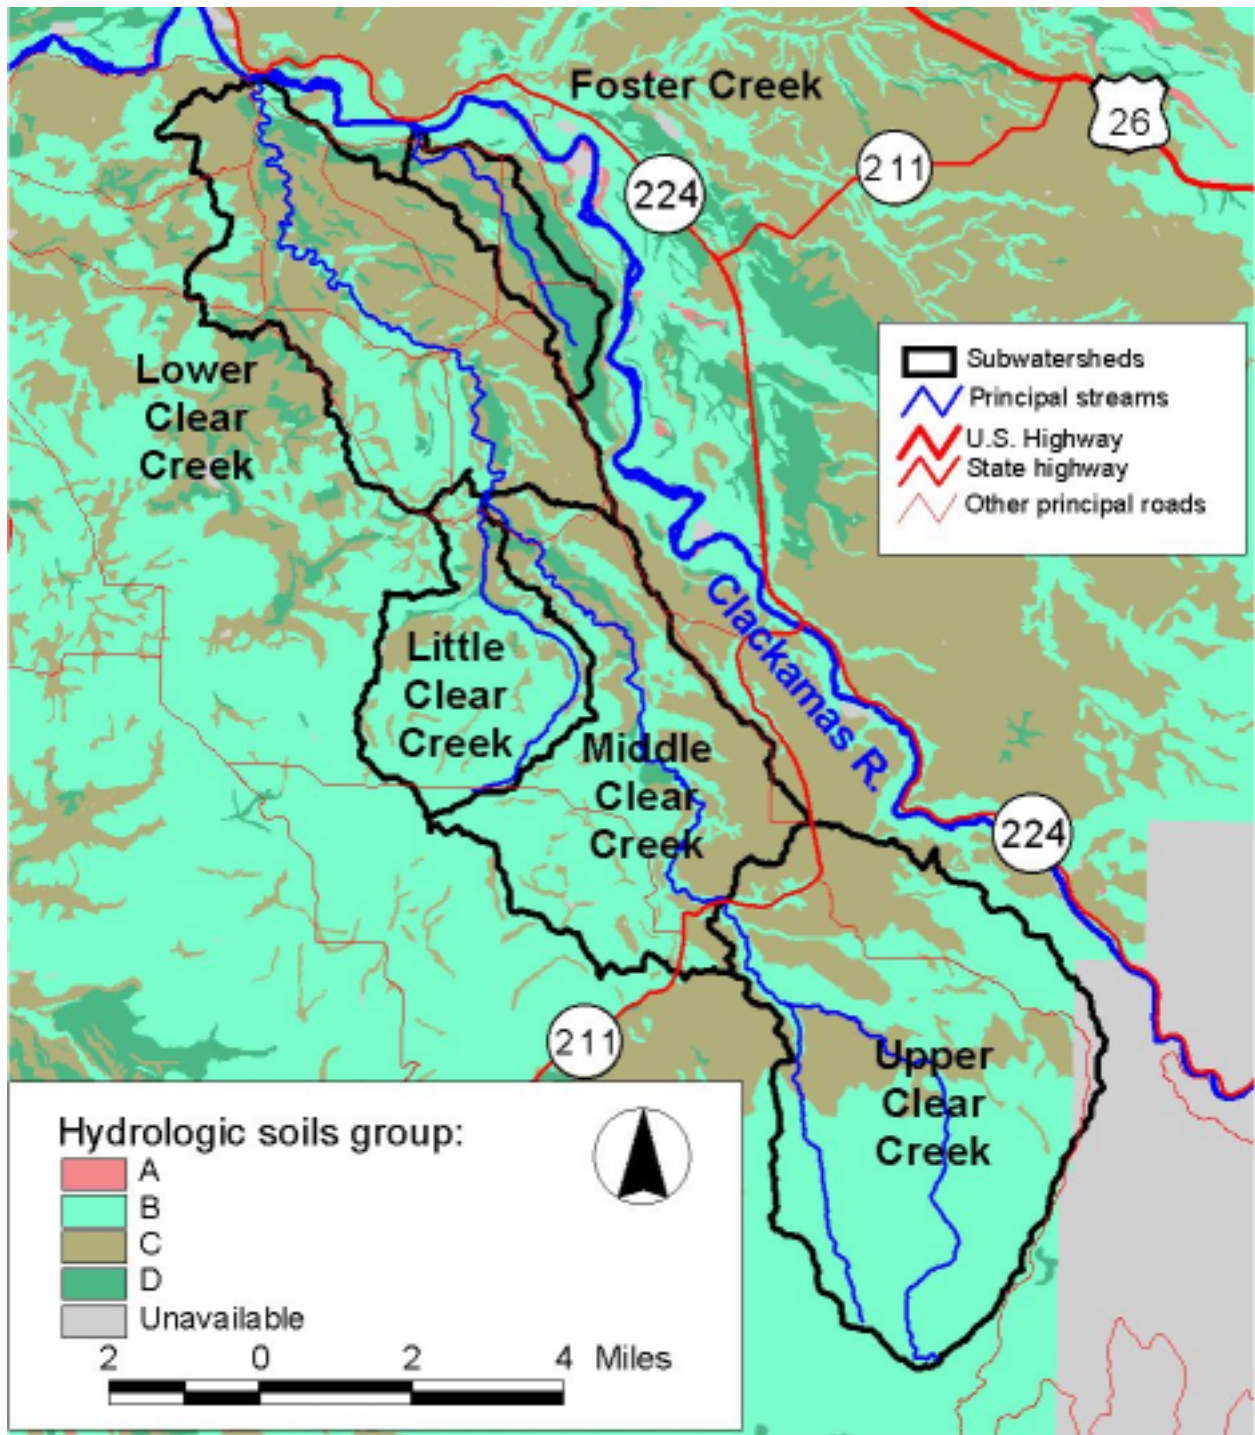 Foster Creek
26
211
224
Lower
Clear
Creek
Subwatersheds
Principal streams
U.S. Highway
State highway
Other principal roads
Clackamas R.
Little
Clear
Creek
Middle
Clear
Creek
224
211
Upper
Clear
Creek
Hydrologic soils group:
A
B
C
D
Unavailable
2 0 2 4 Miles